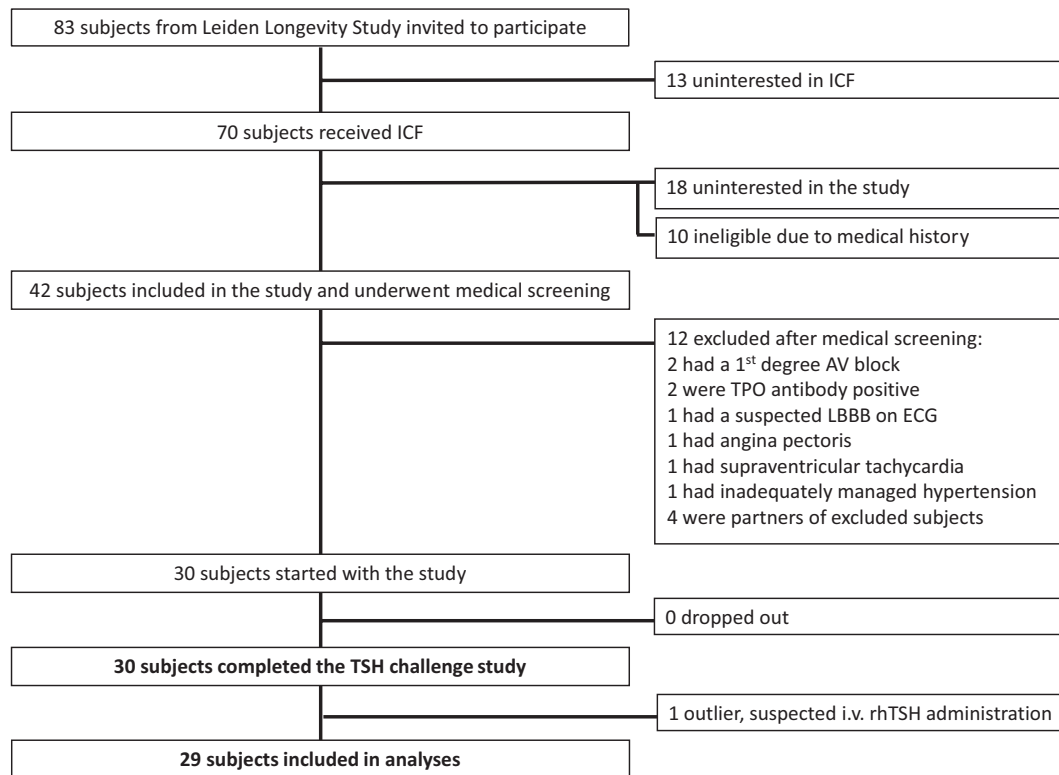 83 subjects from Leiden Longevity Study invited to participate
13 uninterested in ICF
70 subjects received ICF
18 uninterested in the study
10 ineligible due to medical history
42 subjects included in the study and underwent medical screening
12 excluded after medical screening:
2 had a 1st degree AV block
2 were TPO antibody positive
1 had a suspected LBBB on ECG
1 had angina pectoris
1 had supraventricular tachycardia
1 had inadequately managed hypertension
4 were partners of excluded subjects
30 subjects started with the study
0 dropped out
30 subjects completed the TSH challenge study
1 outlier, suspected i.v. rhTSH administration
29 subjects included in analyses